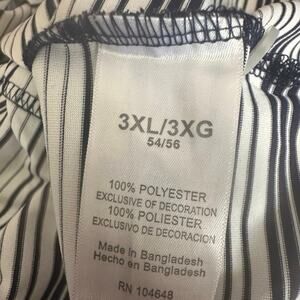 3XL/3XG
54/56
100% POLYESTER
EXCLUSIVE OF DECORATION
100% POLIESTER
EXCLUSIVO DE DECORACIÓN
Made in Bangladesh
Hecho en Bangladesh
RN 104648